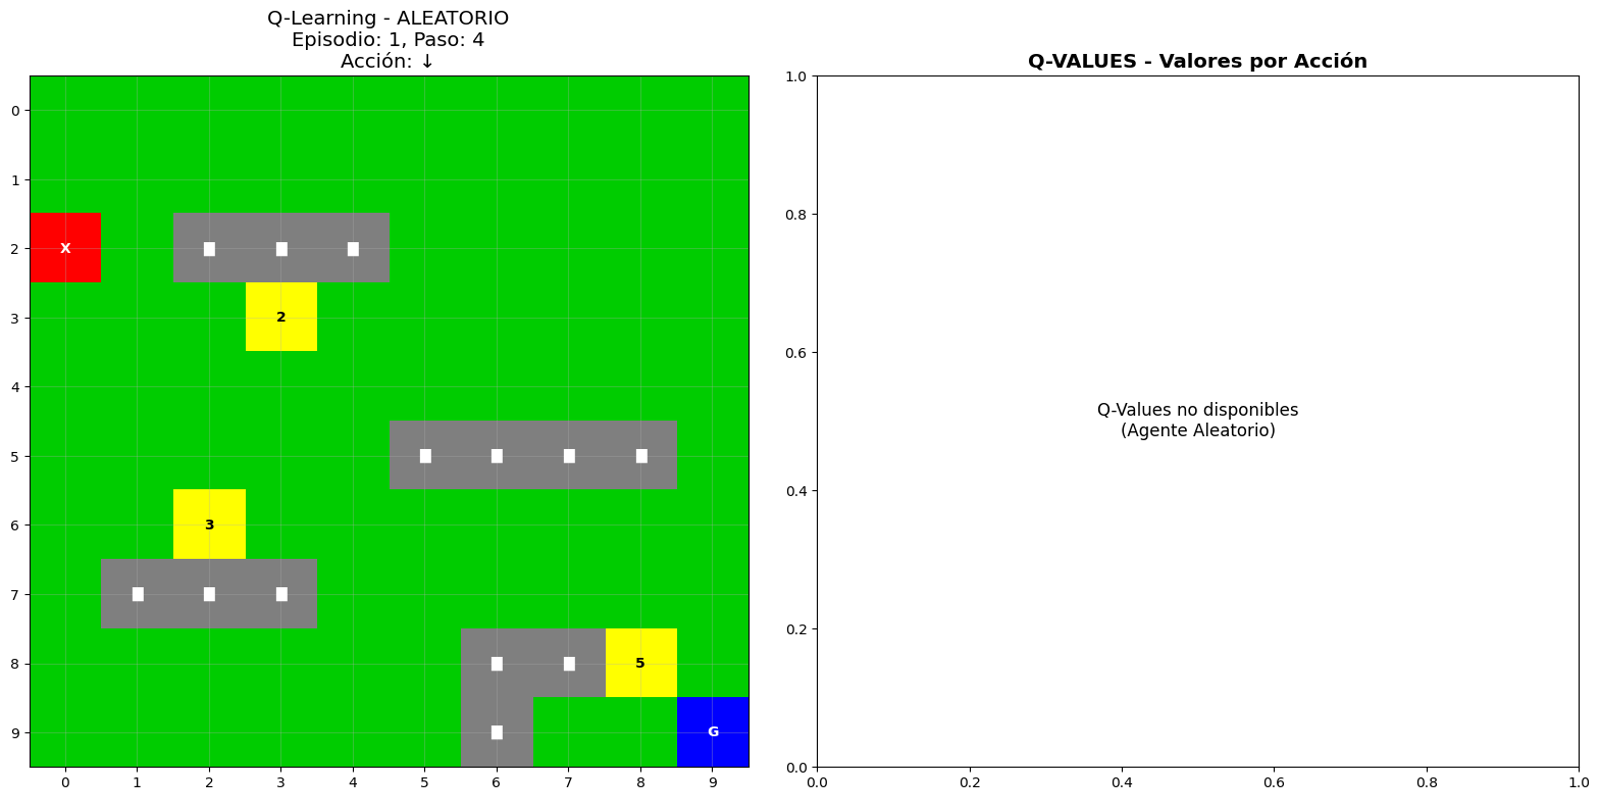 Q-Learning - ALEATORIO
Episodio: 1, Paso: 4
Acción: ↓
0
1
2
3
4
5
6
7
8
9
X
2
3
5
G
0 1 2 3 4 5 6 7 8 9
Q-VALUES - Valores por Acción
1.0
0.8
0.6
0.4
0.2
0.0
Q-Values no disponibles
(Agente Aleatorio)
0.0 0.2 0.4 0.6 0.8 1.0